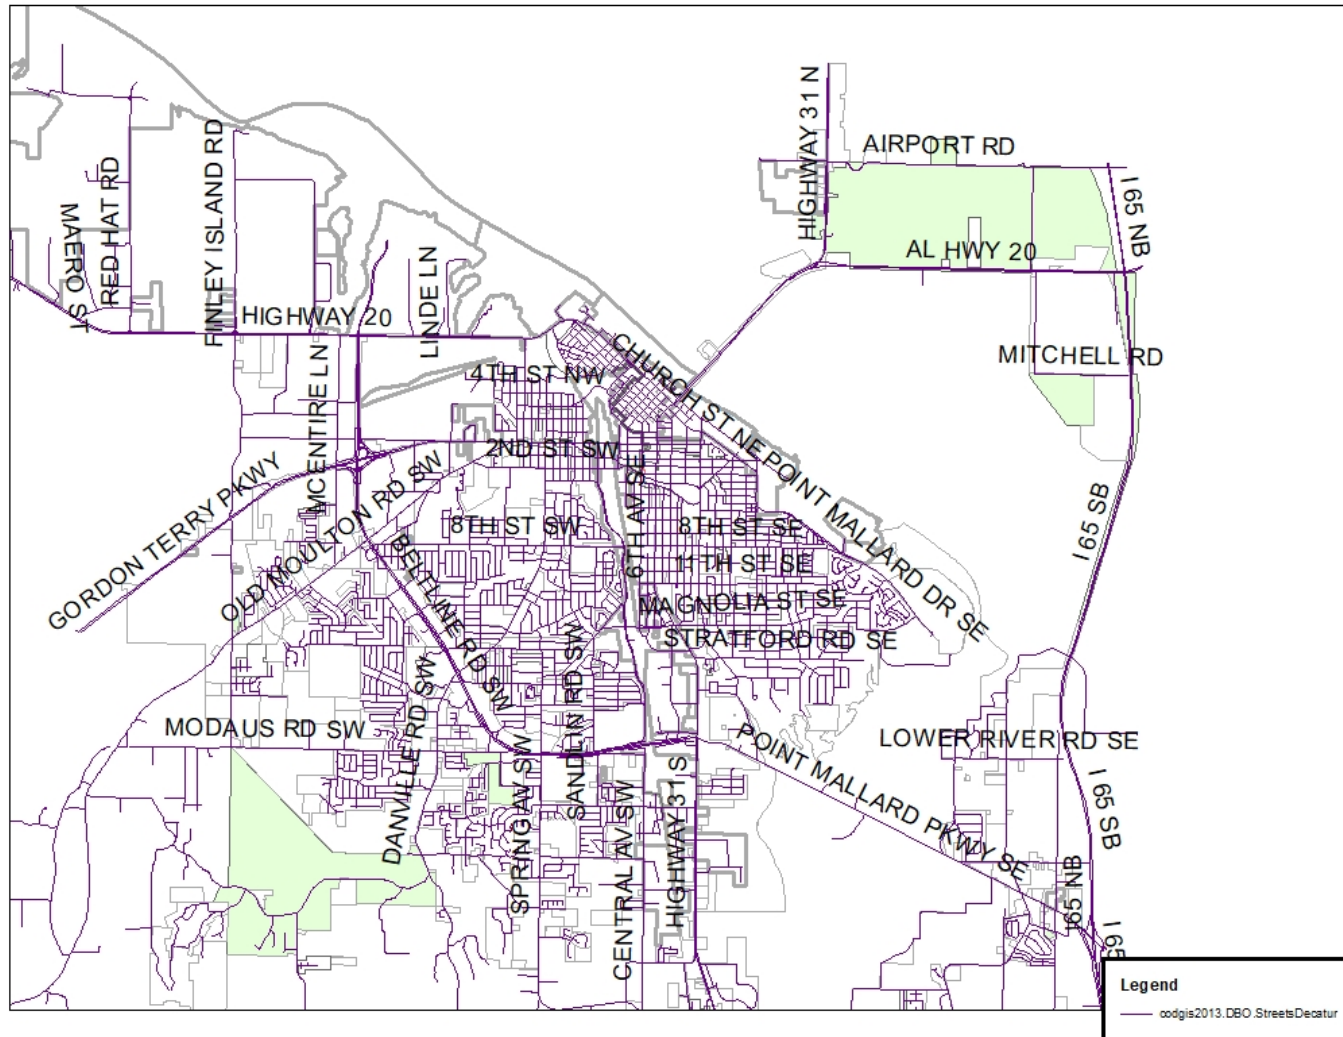 HIGHWAY 31 N
AIRPORT RD
I 65 NB
AL HWY 20
MITCHELL RD
RED HAT RD
MAERO ST
FINLEY ISLAND RD
HIGHWAY 20
LINDE LN
MCENTIRE LN
4TH ST NW
CHURCH ST NE
2ND ST SW
GORDON TERRY PKWY
OLD MOULTON RD SW
8TH ST SW
6TH AV SE
8TH ST SE
POINT MALLARD DR SE
I 65 SB
11TH ST SE
BELTLINE RD SW
MAGNOLIA ST SE
STRATFORD RD SE
SANDLIN RD SW
DANVILLE RD SW
MODAUS RD SW
SPRING AV SW
CENTRAL AV SW
HIGHWAY 31 S
POINT MALLARD PKWY SE
LOWER RIVER RD SE
I 65 SB
I65 NB
I 65
Legend
codgis2013.DBO.StreetsDecatur